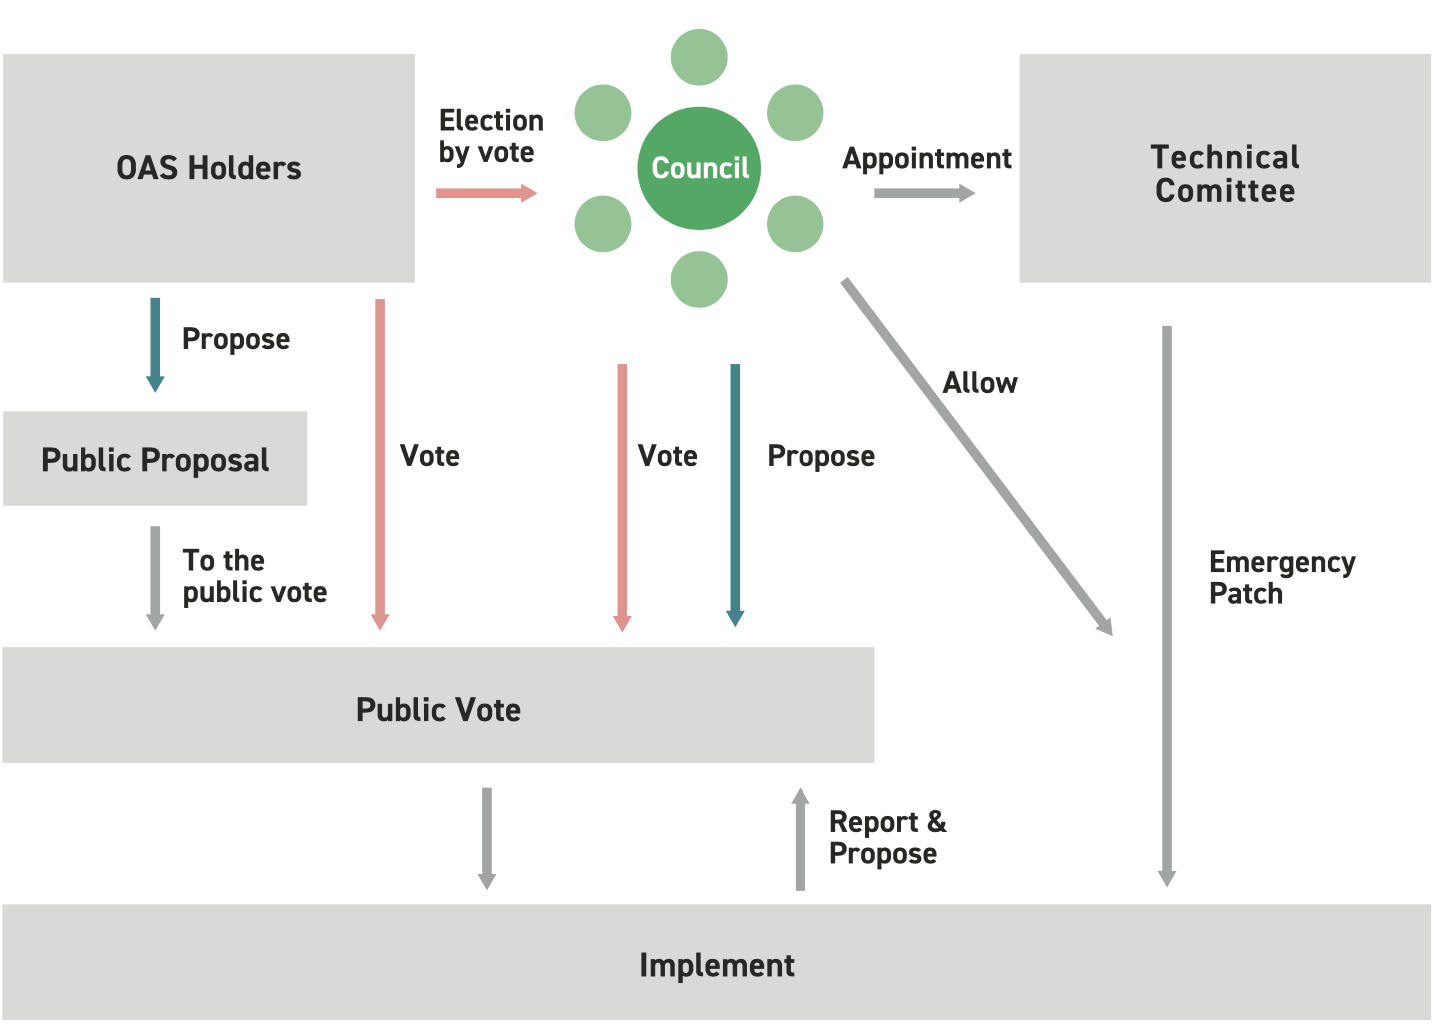 OAS Holders
Election
by vote
Council
Appointment
Technical
Comittee
Propose
Allow
Public Proposal
Vote
Vote
Propose
To the
public vote
Emergency
Patch
Public Vote
Report &
Propose
Implement